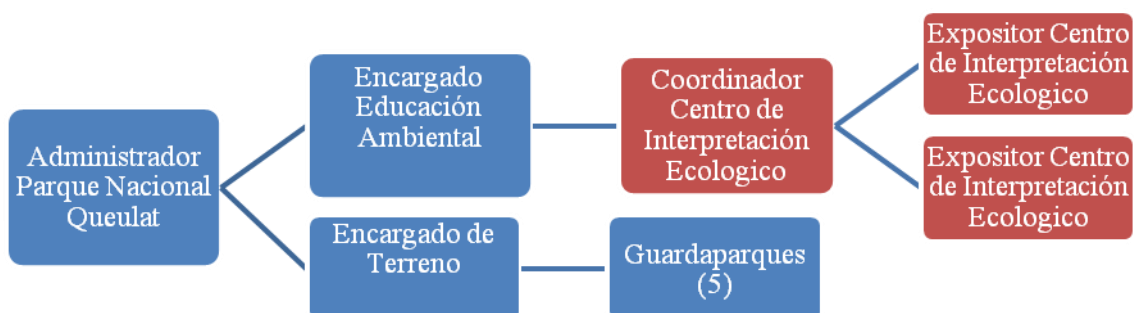 Administrador
Parque Nacional
Queulat
Encargado
Educación
Ambiental
Encargado de
Terreno
Coordinador
Centro de
Interpretación
Ecologico
Guardaparques
(5)
Expositor Centro
de Interpretación
Ecologico
Expositor Centro
de Interpretación
Ecologico